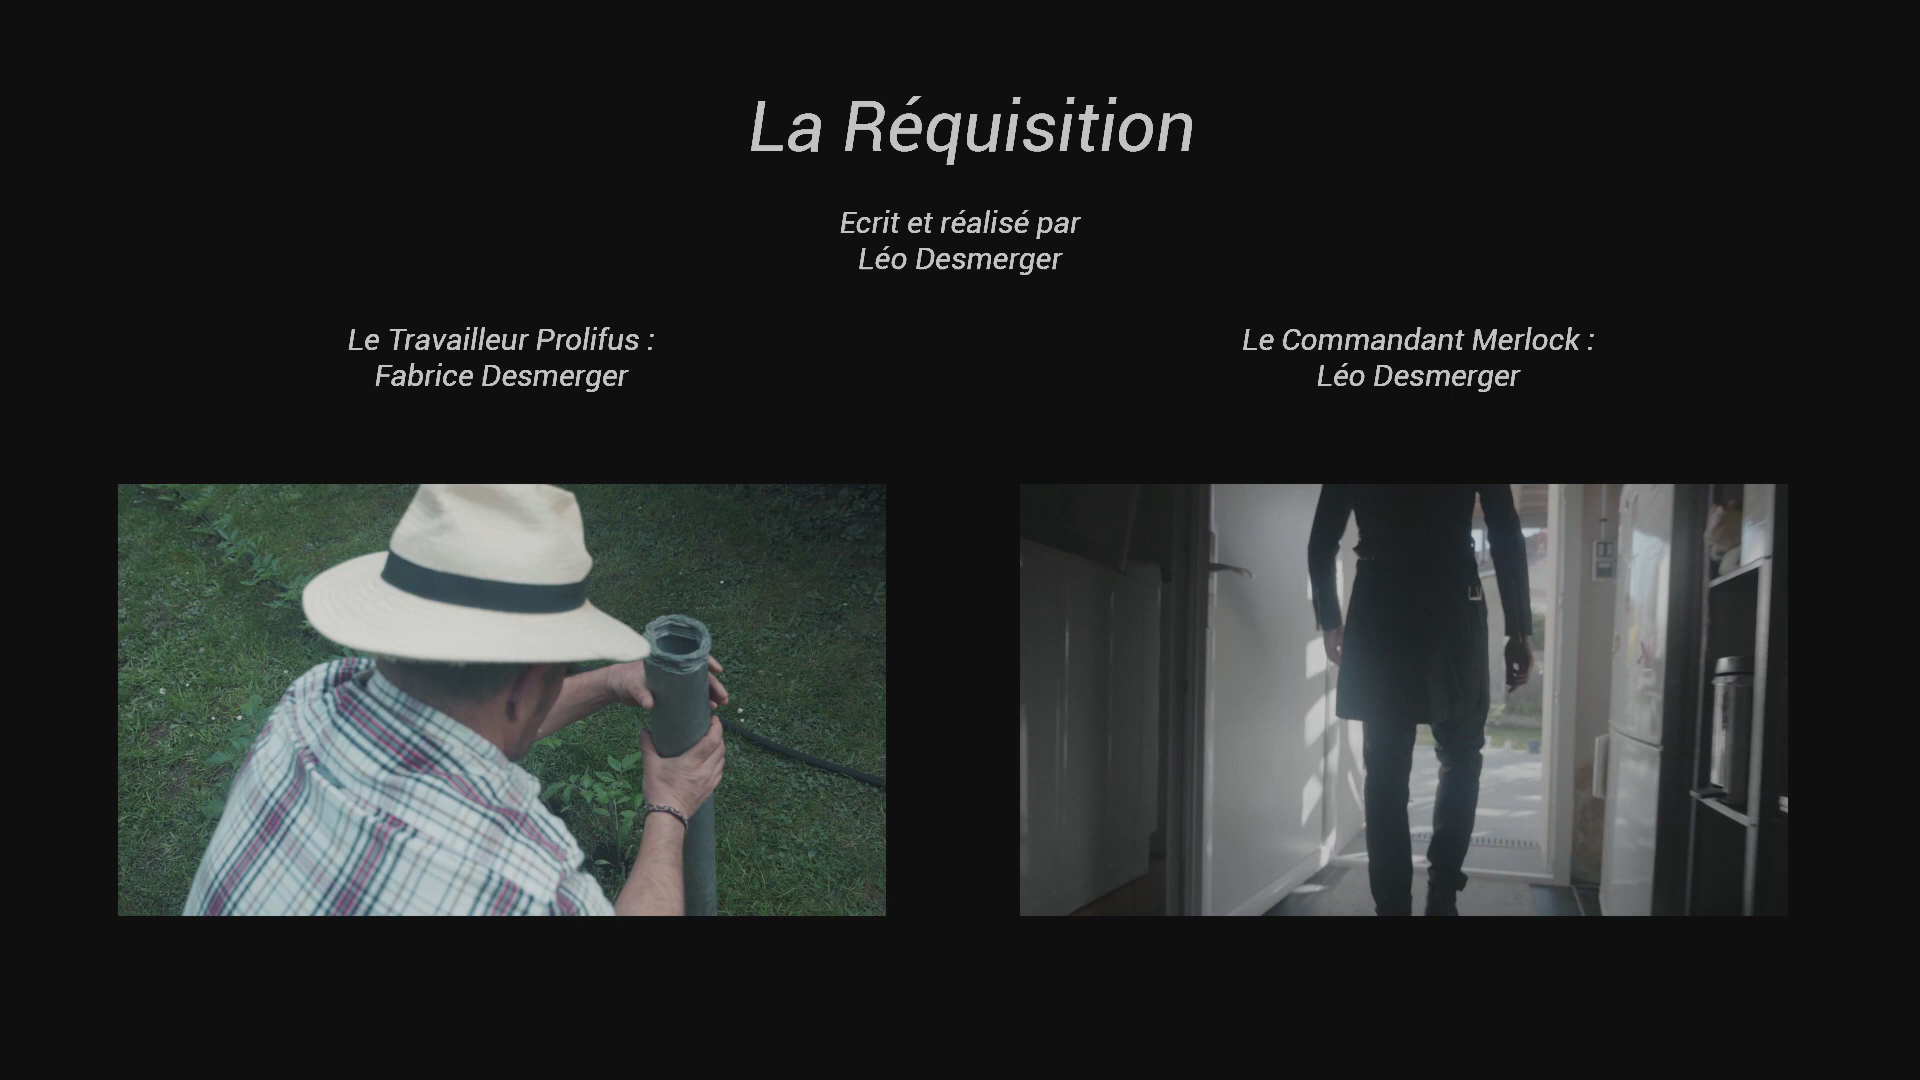 La Réquisition
Ecrit et réalisé par
Léo Desmerger
Le Travailleur Prolifus :
Fabrice Desmerger
Le Commandant Merlock :
Léo Desmerger